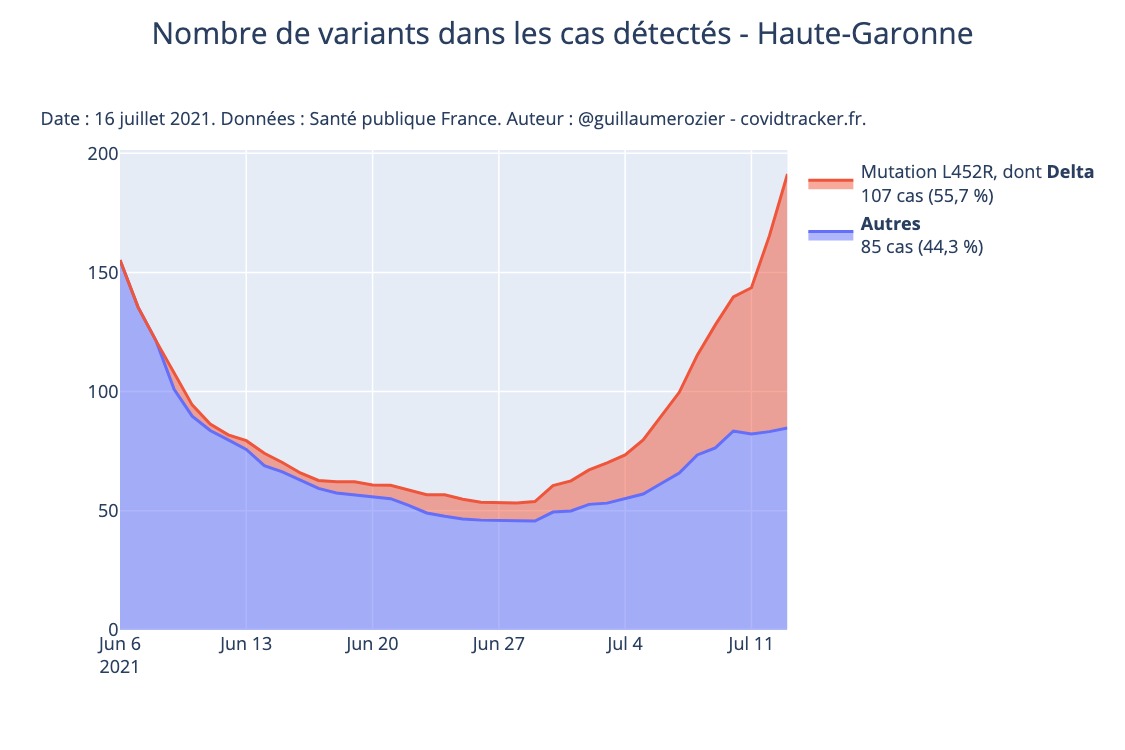 Nombre de variants dans les cas détectés - Haute-Garonne
Date : 16 juillet 2021. Données : Santé publique France. Auteur : @guillaumerozier - covidtracker.fr.
200
150
100
50
0
Jun 6
2021
Jun 13
Jun 20
Jun 27
Jul 4
Jul 11
Mutation L452R, dont Delta
107 cas (55,7 %)
Autres
85 cas (44,3 %)